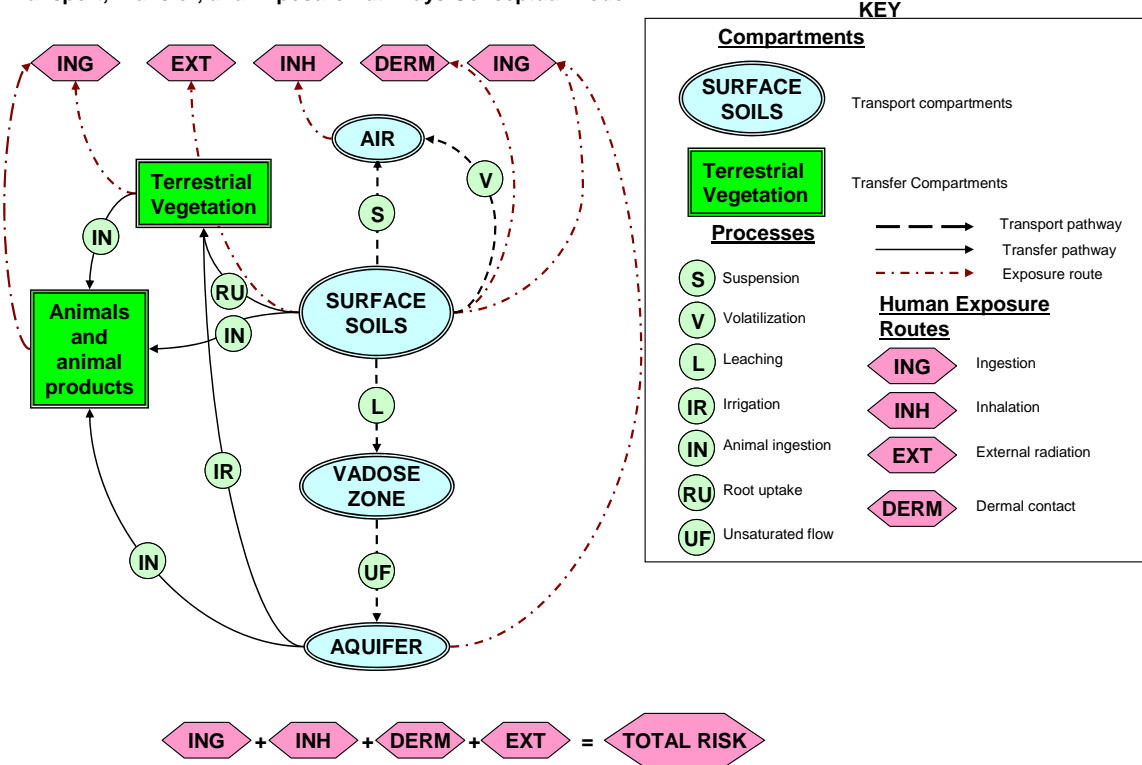 KEY
ING
EXT
INH
DERM
ING
AIR
V
Terrestrial
Vegetation
S
IN
RU
SURFACE
SOILS
Animals
and
animal
products
IN
L
IR
VADOSE
ZONE
IN
UF
AQUIFER
ING + INH + DERM + EXT = TOTAL RISK
Compartments
SURFACE
SOILS
Transport compartments
Terrestrial
Vegetation
Transfer Compartments
Transport pathway
Transfer pathway
Exposure route
Processes
S Suspension
V Volatilization
L Leaching
IR Irrigation
IN Animal ingestion
RU Root uptake
UF Unsaturated flow
Human Exposure
Routes
ING Ingestion
INH Inhalation
EXT External radiation
DERM Dermal contact